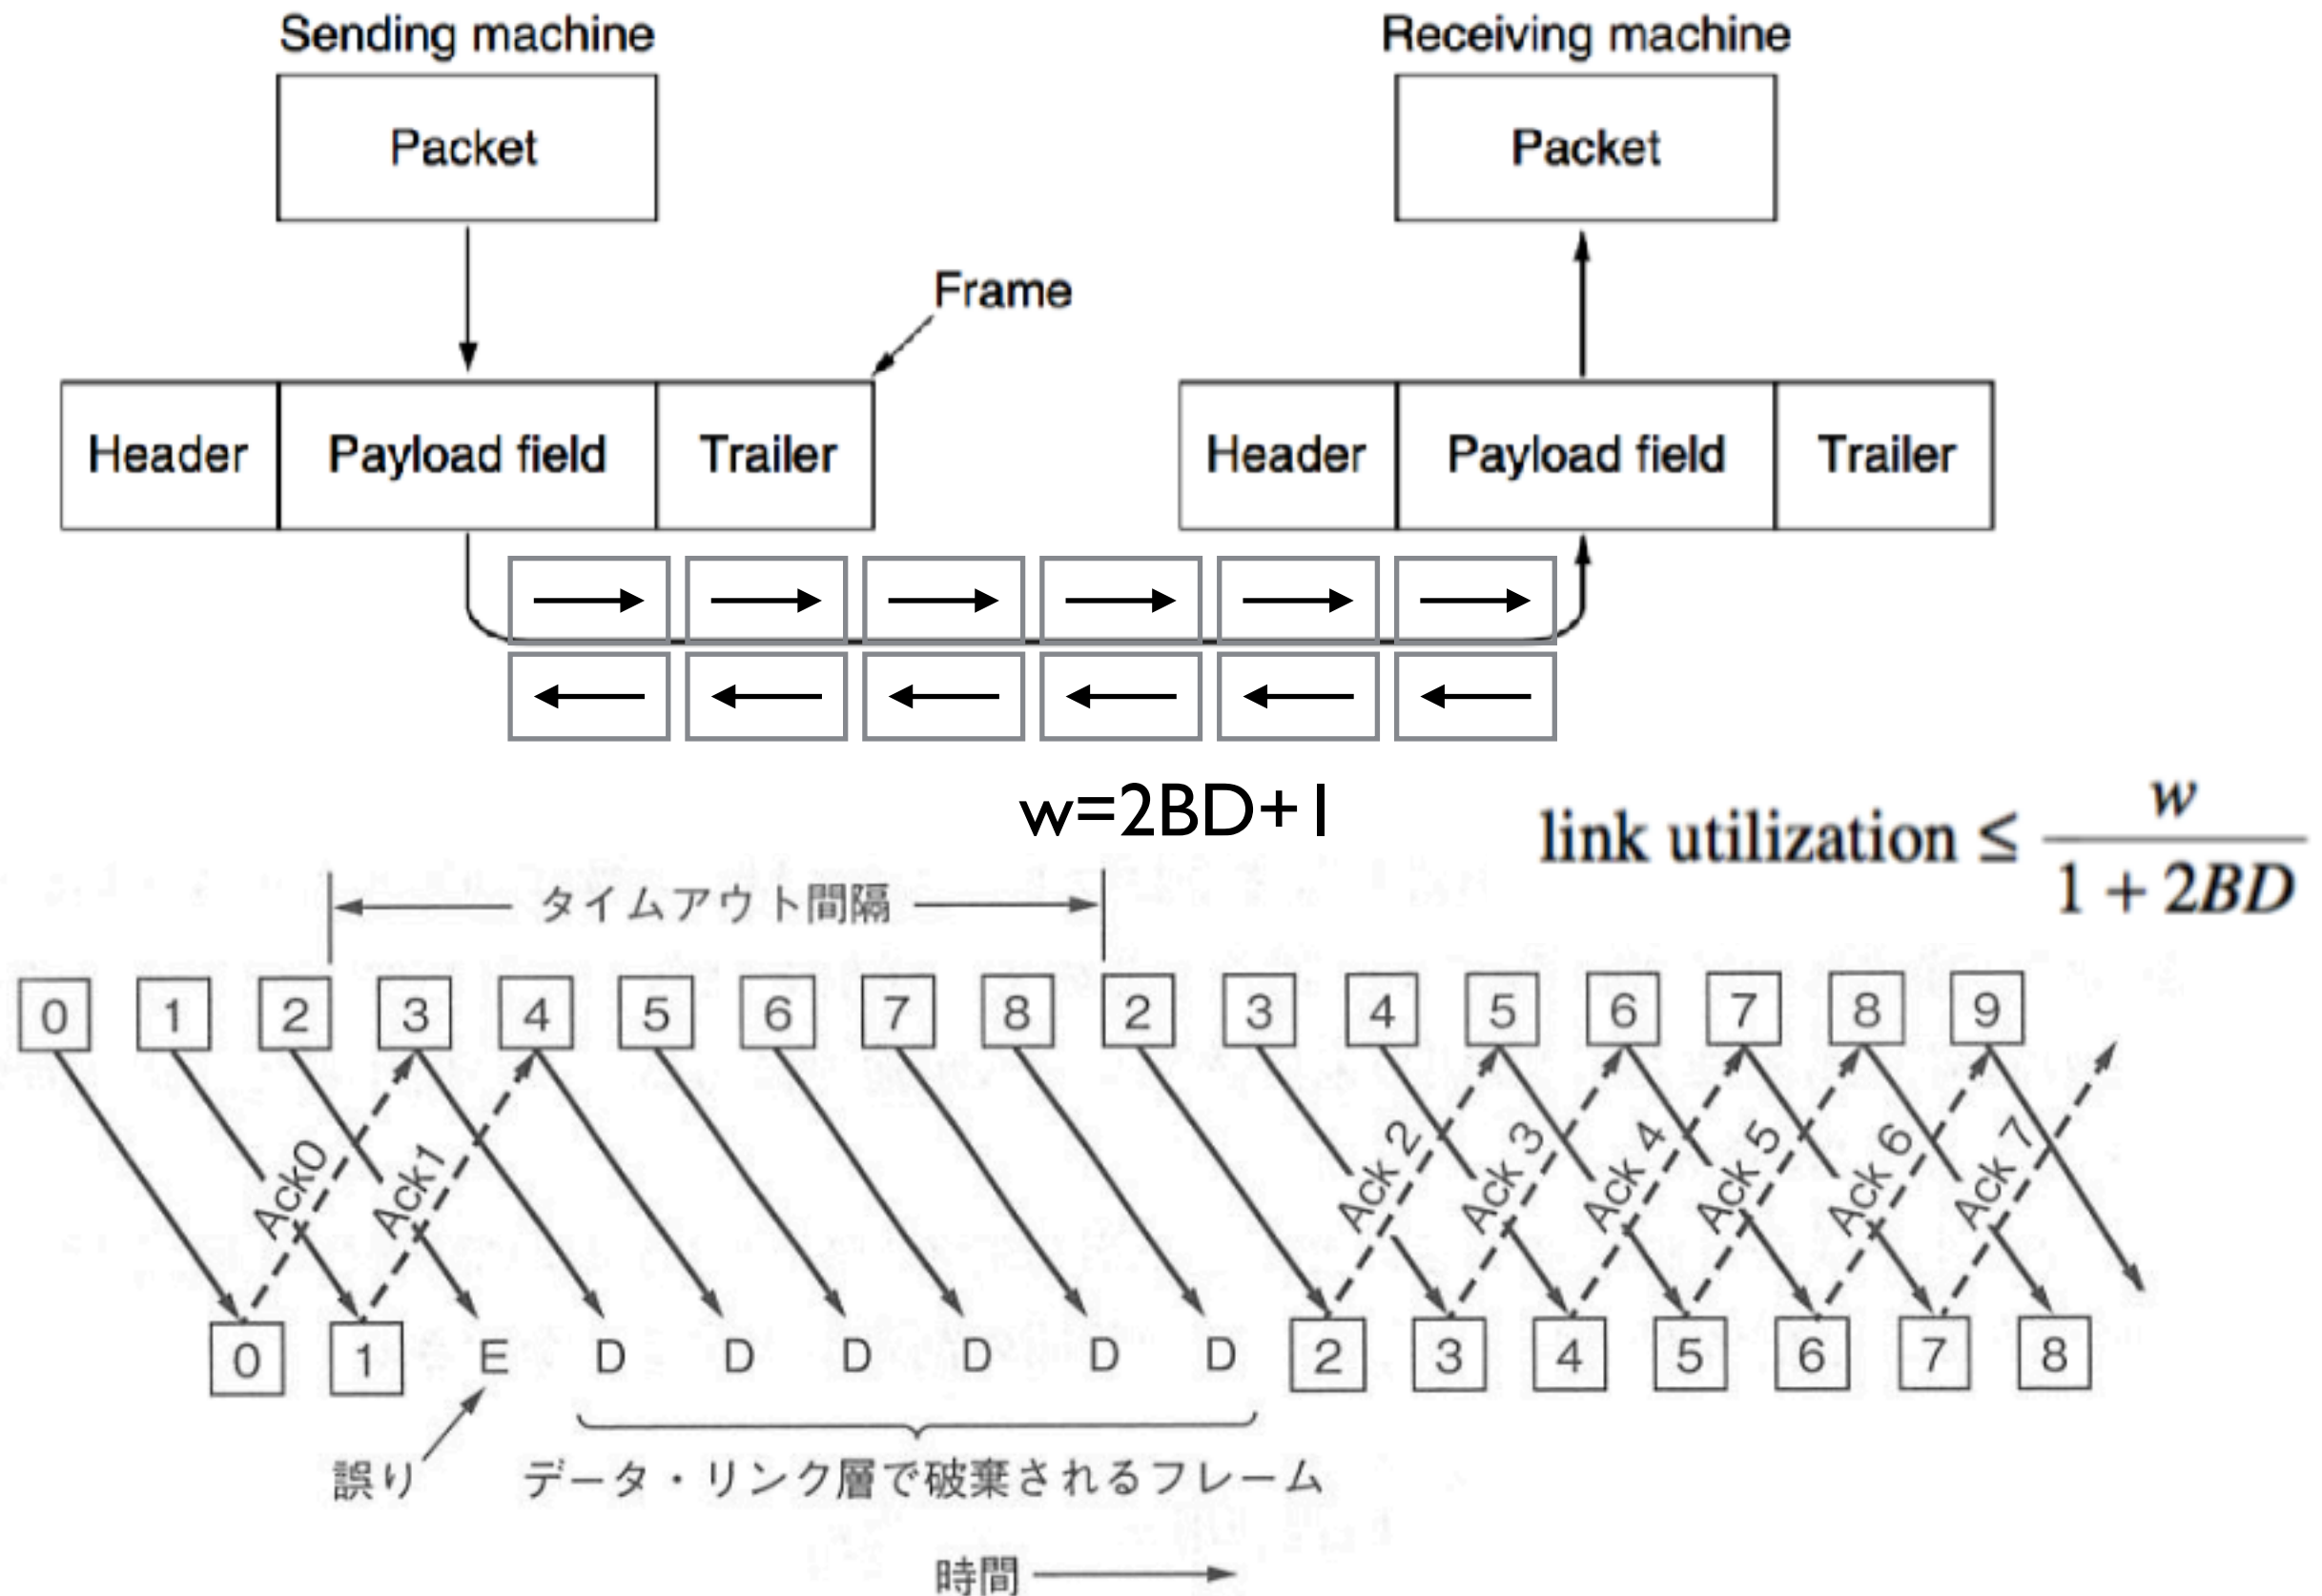 Sending machine Receiving machine
Packet Packet
Frame
Header Payload field Trailer Header Payload field Trailer
w=2BD+1
link utilization ≤ w / 1 + 2BD
タイムアウト間隔
0 1 2 3 4 5 6 7 8 2 3 4 5 6 7 8 9
Ack0 Ack1 Ack 2 Ack 3 Ack 4 Ack 5 Ack 6 Ack 7
0 1 E D D D D D D 2 3 4 5 6 7 8
誤り データ・リンク層で破棄されるフレーム
時間